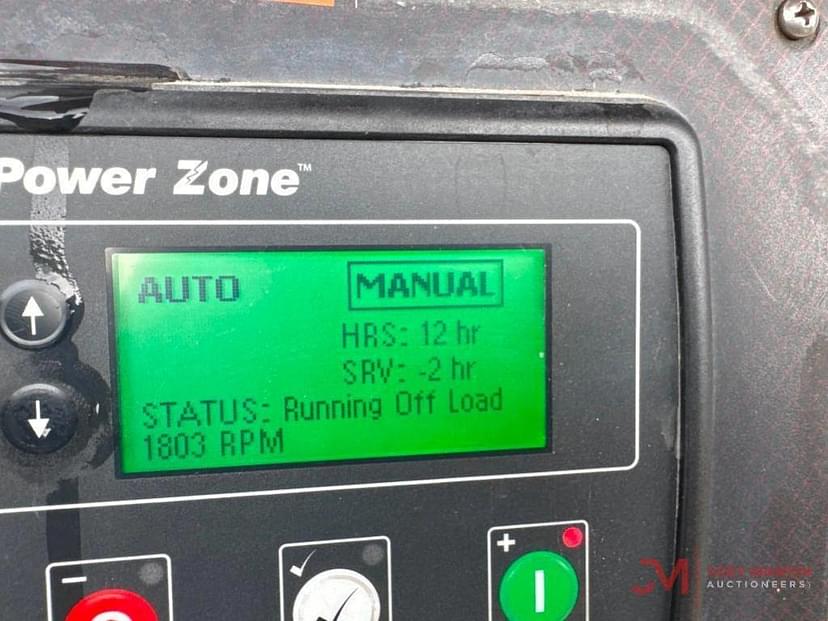 Power Zone™
AUTO MANUAL
HRS: 12 hr
SRV: -2 hr
STATUS: Running Off Load
1803 RPM
AUCTIONEERS